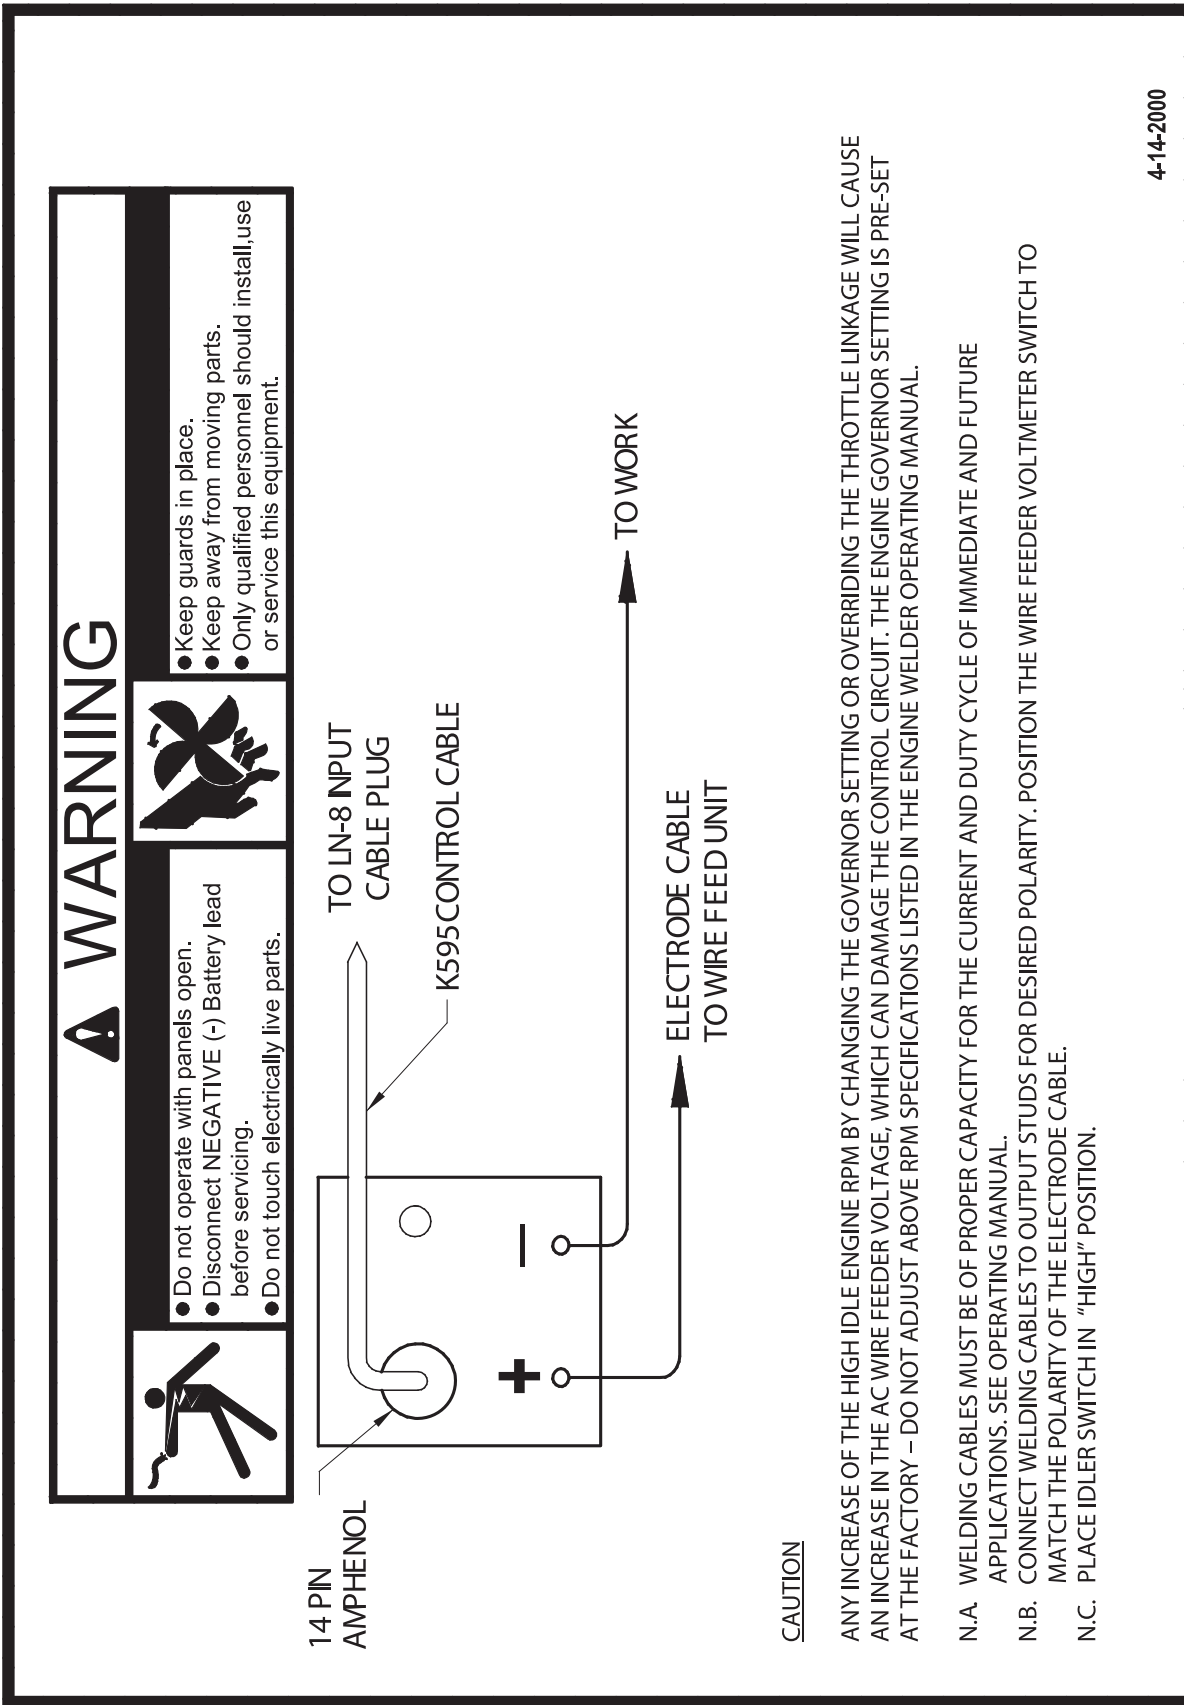 WARNING
● Do not operate with panels open.
● Disconnect NEGATIVE (-) Battery lead
before servicing.
● Do not touch electrically live parts.
● Keep guards in place.
● Keep away from moving parts.
● Only qualified personnel should install,use
or service this equipment.
14 PIN
AMPHENOL
TO LN-8 INPUT
CABLE PLUG
K595 CONTROL CABLE
+
−
ELECTRODE CABLE
TO WIRE FEED UNIT
TO WORK
CAUTION
ANY INCREASE OF THE HIGH IDLE ENGINE RPM BY CHANGING THE GOVERNOR SETTING OR OVERRIDING THE THROTTLE LINKAGE WILL CAUSE
AN INCREASE IN THE AC WIRE FEEDER VOLTAGE, WHICH CAN DAMAGE THE CONTROL CIRCUIT. THE ENGINE GOVERNOR SETTING IS PRE-SET
AT THE FACTORY – DO NOT ADJUST ABOVE RPM SPECIFICATIONS LISTED IN THE ENGINE WELDER OPERATING MANUAL.
N.A. WELDING CABLES MUST BE OF PROPER CAPACITY FOR THE CURRENT AND DUTY CYCLE OF IMMEDIATE AND FUTURE
APPLICATIONS. SEE OPERATING MANUAL.
N.B. CONNECT WELDING CABLES TO OUTPUT STUDS FOR DESIRED POLARITY. POSITION THE WIRE FEEDER VOLTMETER SWITCH TO
MATCH THE POLARITY OF THE ELECTRODE CABLE.
N.C. PLACE IDLER SWITCH IN "HIGH" POSITION.
4-14-2000